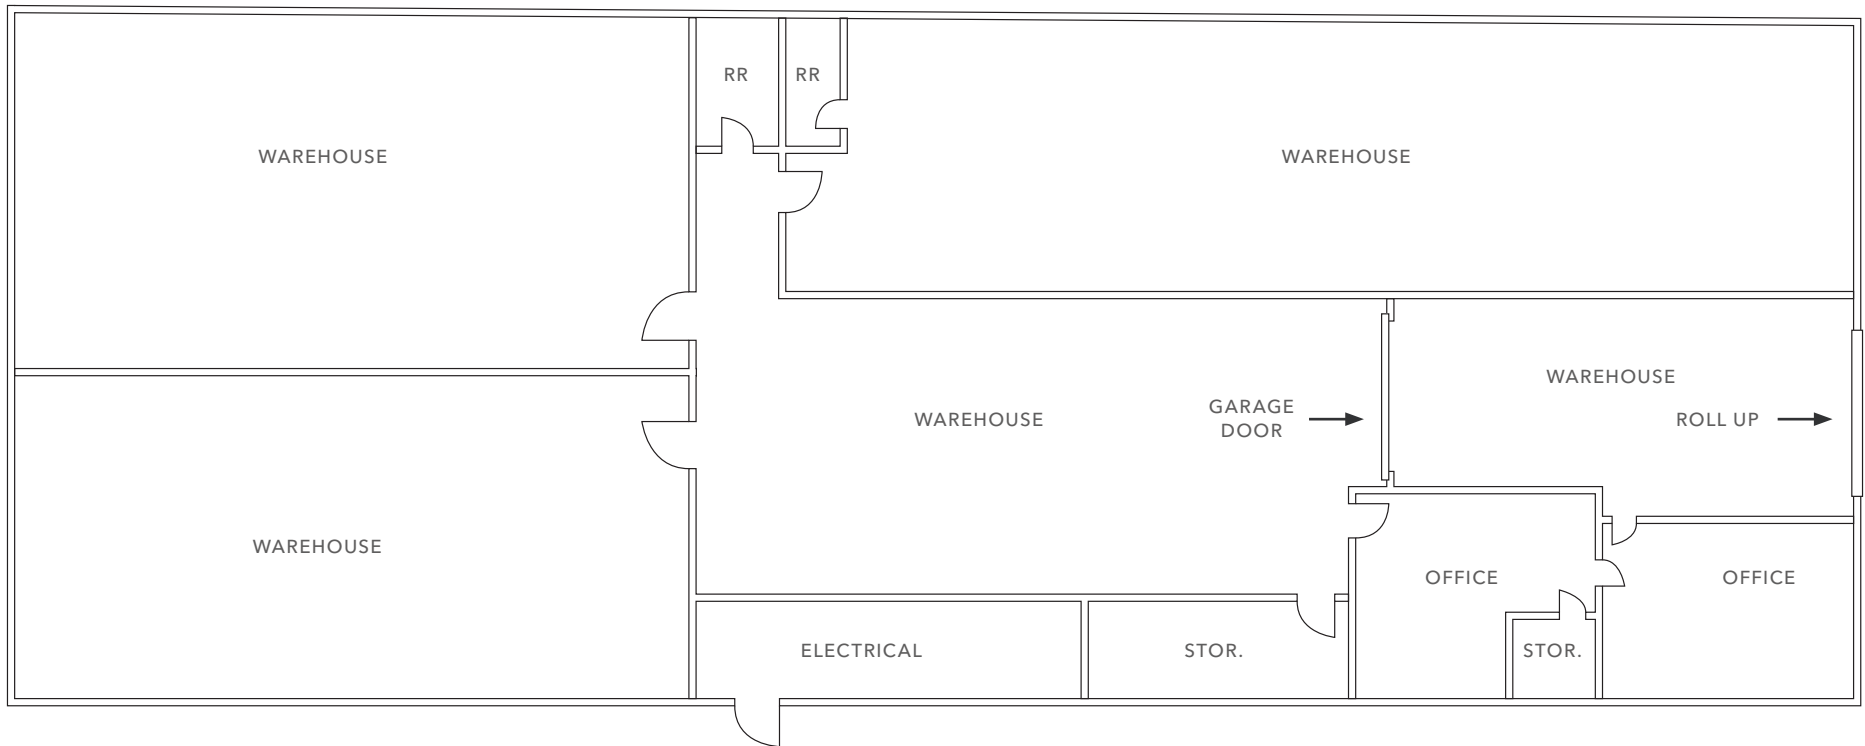 RR
RR
WAREHOUSE
WAREHOUSE
WAREHOUSE
GARAGE
DOOR
WAREHOUSE
ROLL UP
WAREHOUSE
OFFICE
OFFICE
ELECTRICAL
STOR.
STOR.